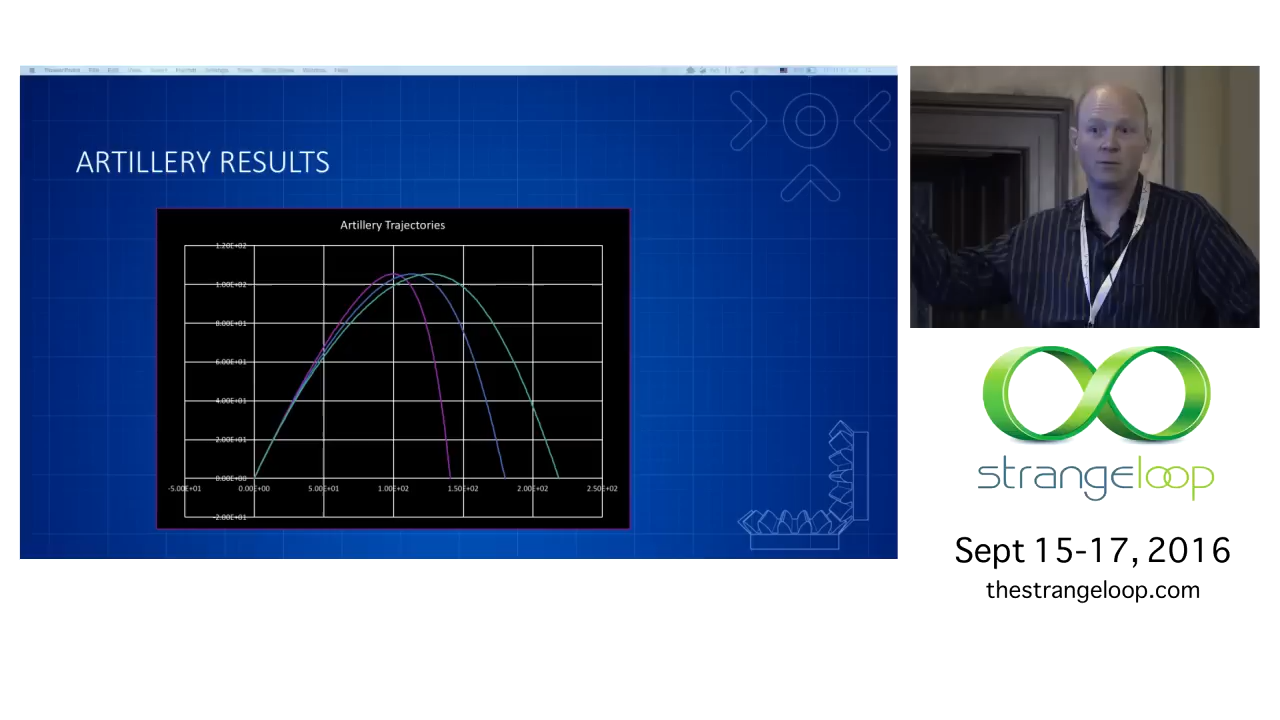 ARTILLERY RESULTS
Artillery Trajectories
1.20E+02
1.00E+02
8.00E+01
6.00E+01
4.00E+01
2.00E+01
0.00E+00
-5.00E+01 0.00E+00 5.00E+01 1.00E+02 1.50E+02 2.00E+02 2.50E+02
-2.00E+01
strangeloop
Sept 15-17, 2016
thestrangeloop.com